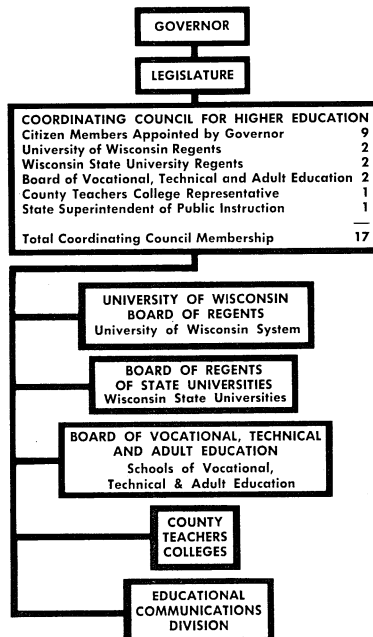 GOVERNOR
LEGISLATURE
COORDINATING COUNCIL FOR HIGHER EDUCATION
Citizen Members Appointed by Governor 9
University of Wisconsin Regents 2
Wisconsin State University Regents 2
Board of Vocational, Technical and Adult Education 2
County Teachers College Representative 1
State Superintendent of Public Instruction 1
Total Coordinating Council Membership 17
UNIVERSITY OF WISCONSIN
BOARD OF REGENTS
University of Wisconsin System
BOARD OF REGENTS
OF STATE UNIVERSITIES
Wisconsin State Universities
BOARD OF VOCATIONAL, TECHNICAL
AND ADULT EDUCATION
Schools of Vocational,
Technical & Adult Education
COUNTY
TEACHERS
COLLEGES
EDUCATIONAL
COMMUNICATIONS
DIVISION